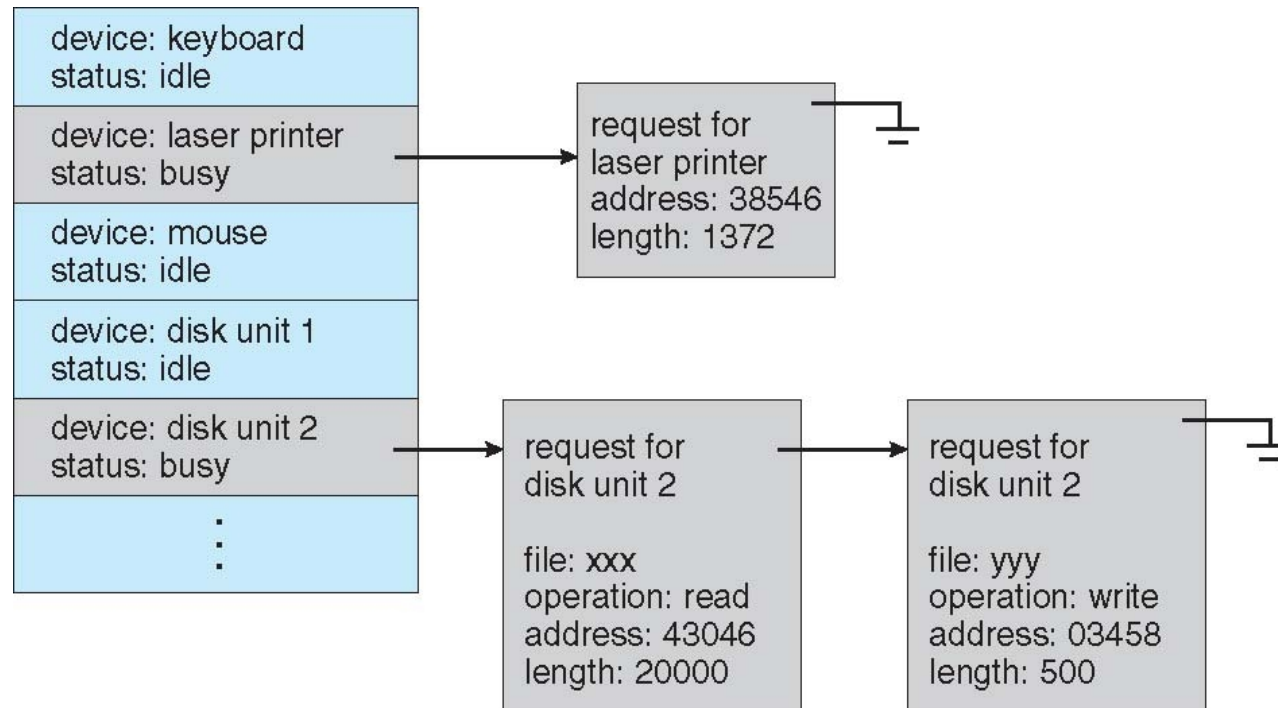 device: keyboard
status: idle
device: laser printer
status: busy
device: mouse
status: idle
device: disk unit 1
status: idle
device: disk unit 2
status: busy
request for
laser printer
address: 38546
length: 1372
request for
disk unit 2
file: xxx
operation: read
address: 43046
length: 20000
request for
disk unit 2
file: yyy
operation: write
address: 03458
length: 500